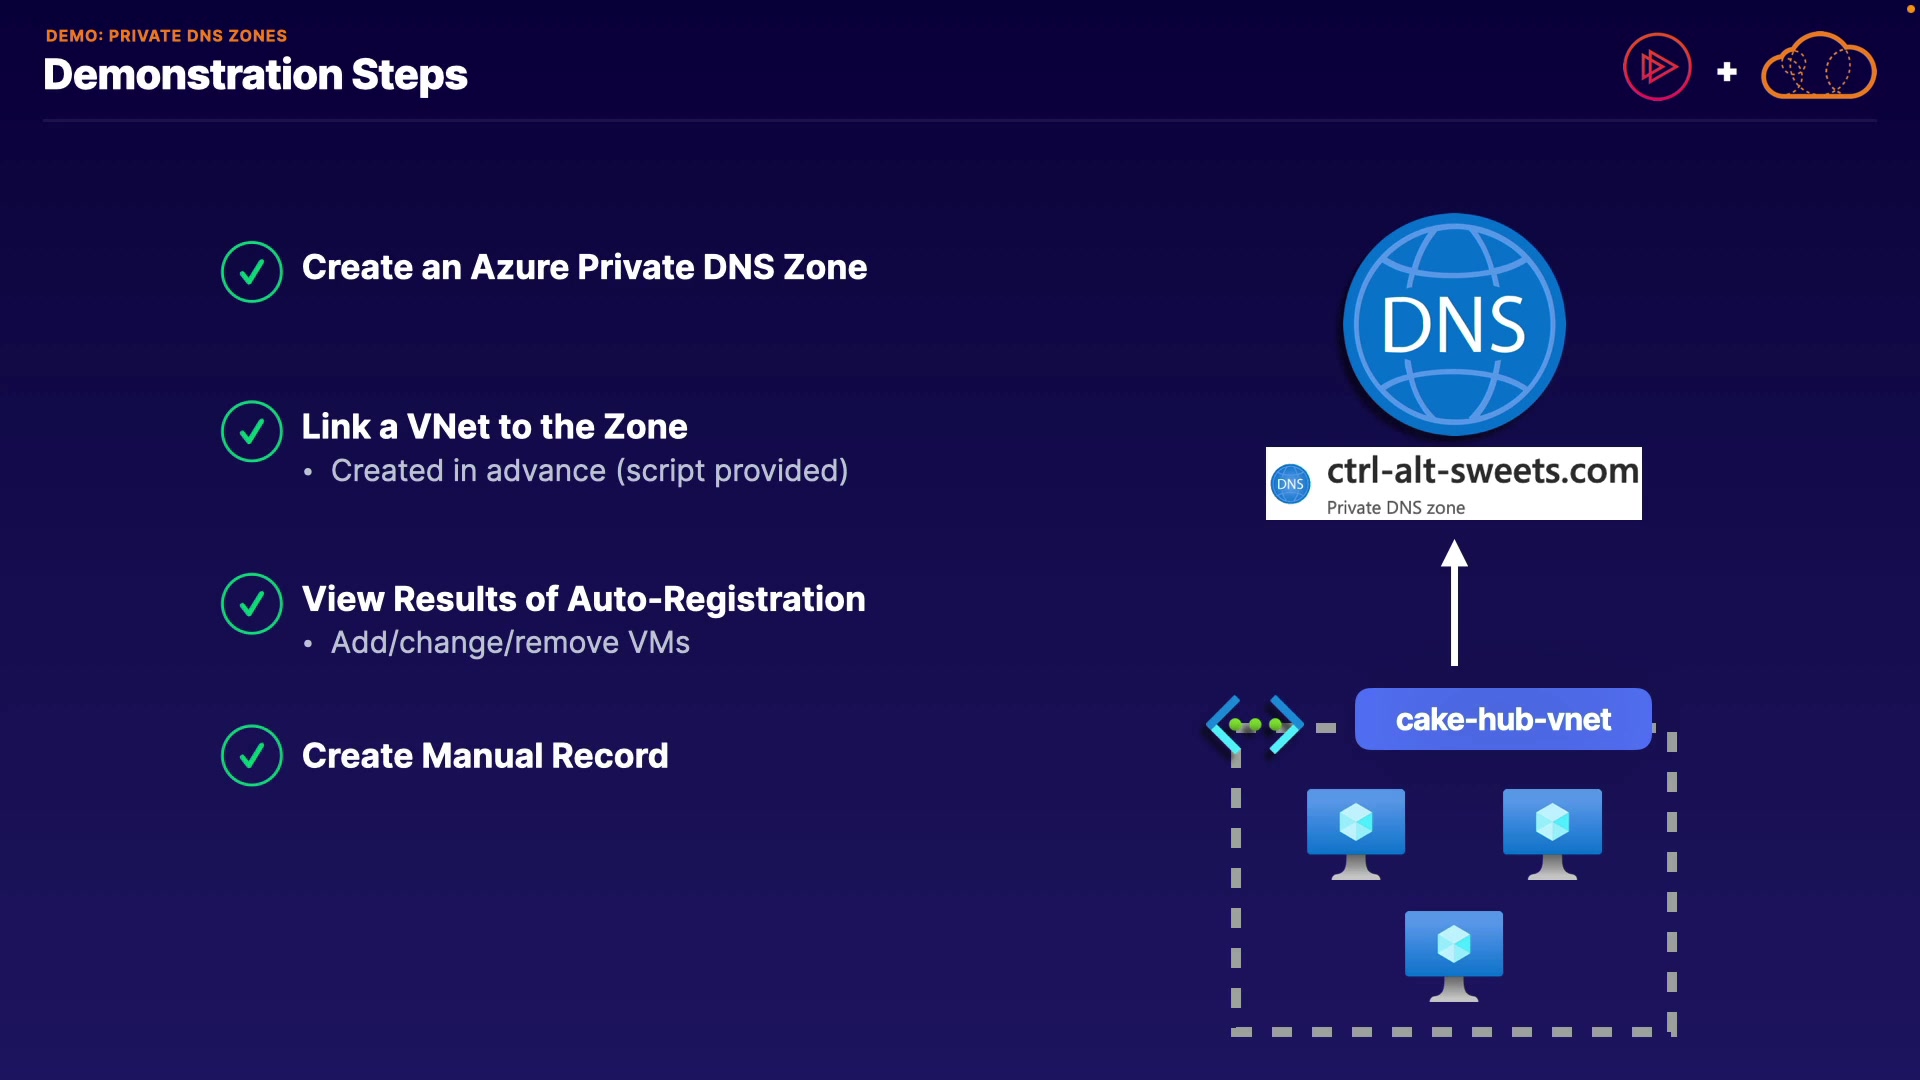 DEMO: PRIVATE DNS ZONES
Demonstration Steps
Create an Azure Private DNS Zone
Link a VNet to the Zone
• Created in advance (script provided)
View Results of Auto-Registration
• Add/change/remove VMs
Create Manual Record
DNS
DNS
ctrl-alt-sweets.com
Private DNS zone
cake-hub-vnet